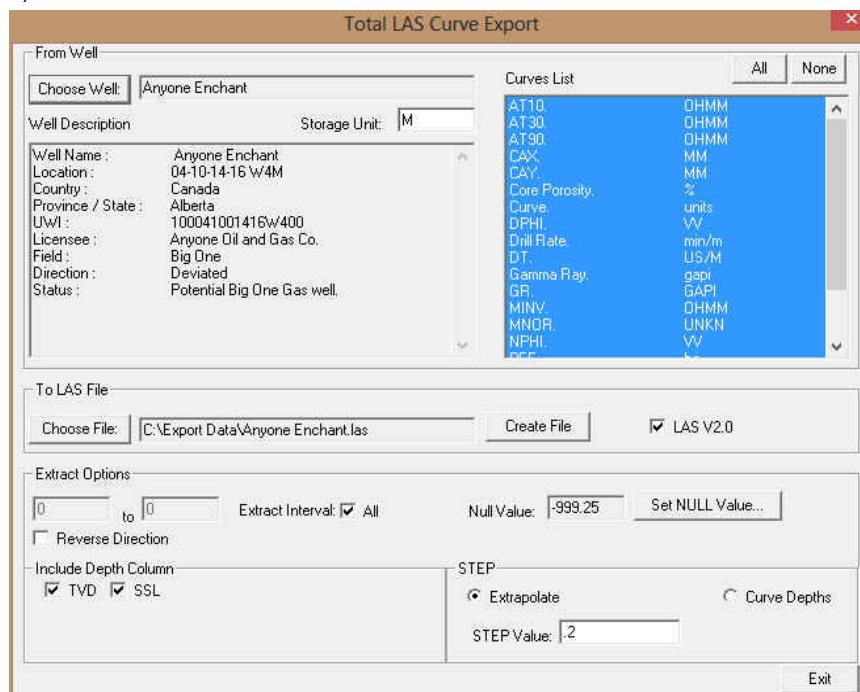 Total LAS Curve Export
From Well
Choose Well:
Anyone Enchant
Well Description
Storage Unit:
M
Well Name : Anyone Enchant
Location : 04-10-14-16 W4M
Country : Canada
Province / State : Alberta
UWI : 100041001416W400
Licensee : Anyone Oil and Gas Co.
Field : Big One
Direction : Deviated
Status : Potential Big One Gas well.
Curves List
All
None
AT10. OHMM
AT30. OHMM
AT90. OHMM
CAX. MM
CAY. MM
Core Porosity. %
Curve. units
DPHI. VV
Drill Rate. min/m
DT. US/M
Gamma Ray. gapi
GR. GAPI
MINV. OHMM
MNOR. UNKN
NPHI. VV
To LAS File
Choose File:
C:\Export Data\Anyone Enchant.las
Create File
LAS V2.0
Extract Options
0 to 0
Extract Interval: All
Null Value: -999.25
Set NULL Value...
Reverse Direction
Include Depth Column
TVD SSL
STEP
Extrapolate
Curve Depths
STEP Value: .2
Exit